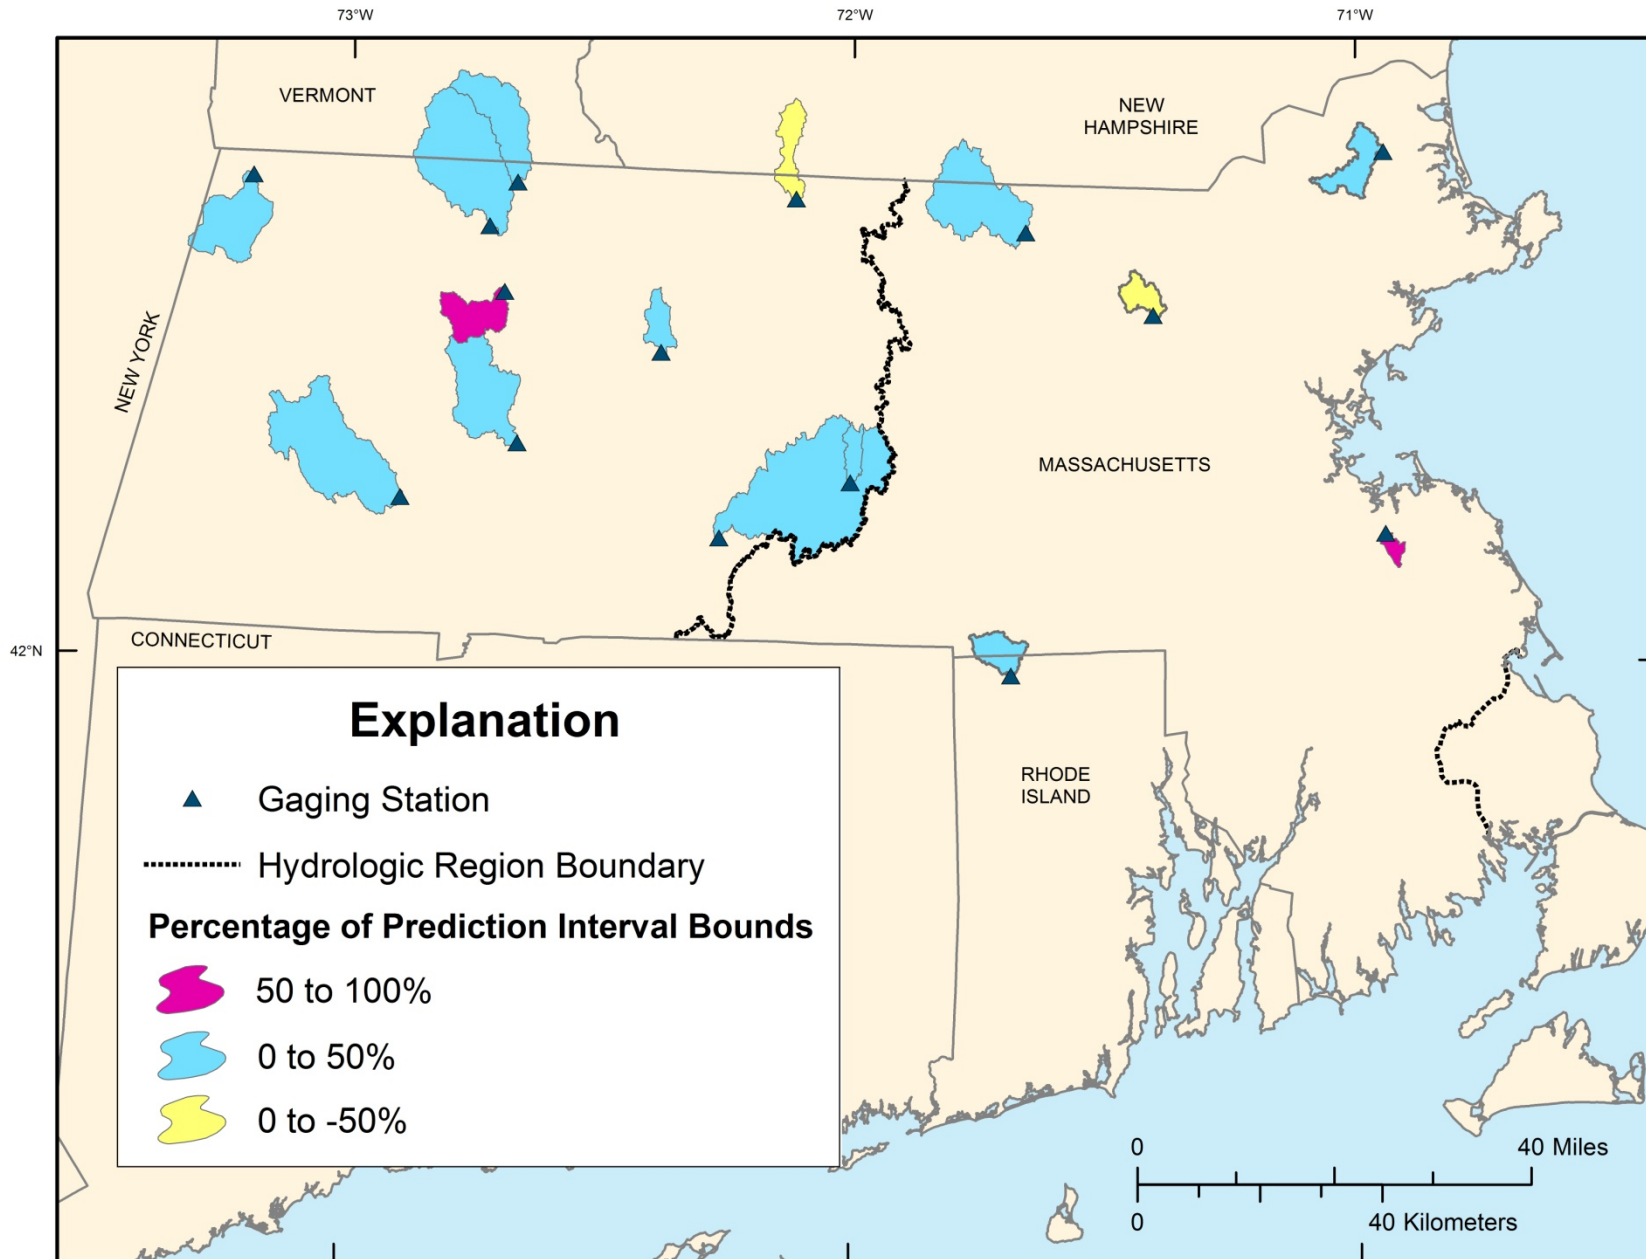 73°W
72°W
71°W
VERMONT
NEW
HAMPSHIRE
NEW YORK
MASSACHUSETTS
CONNECTICUT
42°N
RHODE
ISLAND
Explanation
Gaging Station
Hydrologic Region Boundary
Percentage of Prediction Interval Bounds
50 to 100%
0 to 50%
0 to -50%
0 40 Miles
0 40 Kilometers